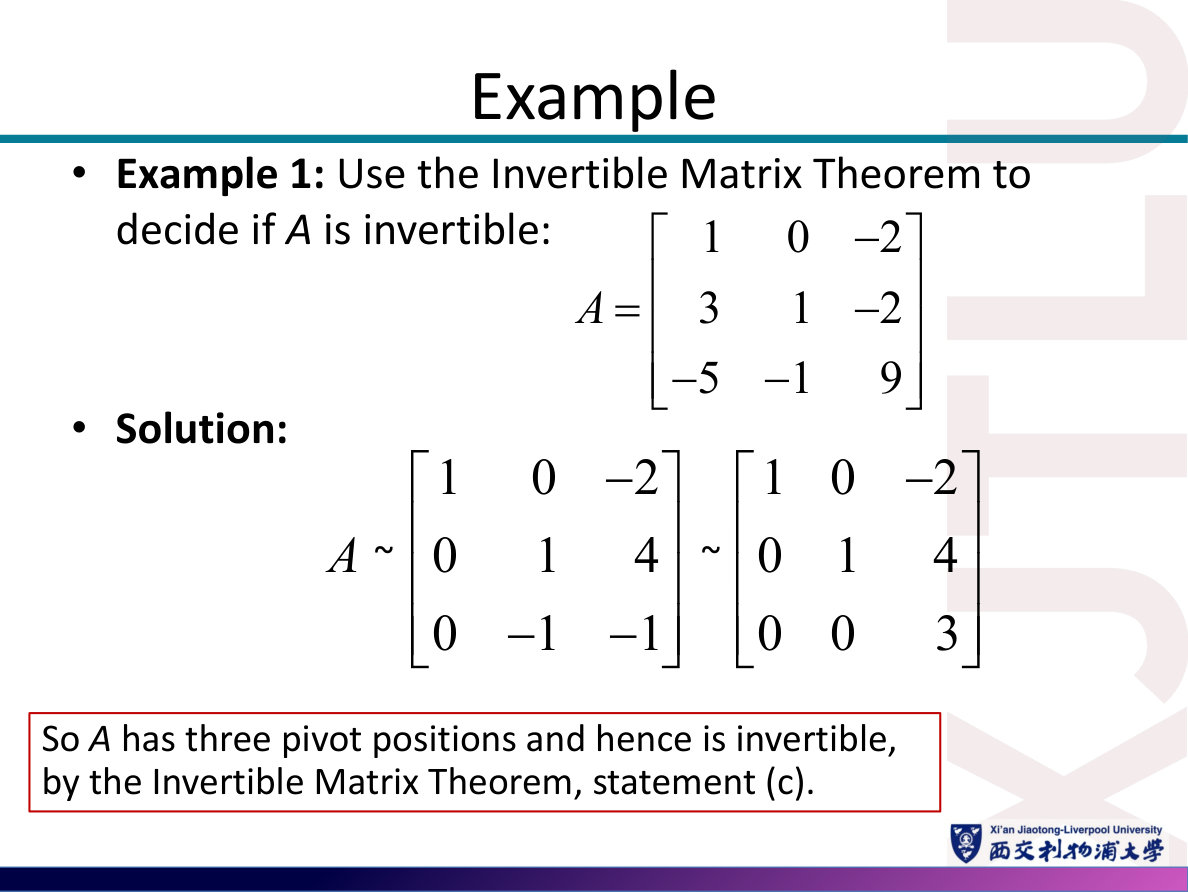 Example
• Example 1: Use the Invertible Matrix Theorem to
decide if A is invertible:
1 0 −2
A = 3 1 −2
−5 −1 9
• Solution:
1 0 −2 1 0 −2
A ~ 0 1 4 ~ 0 1 4
0 −1 −1 0 0 3
So A has three pivot positions and hence is invertible,
by the Invertible Matrix Theorem, statement (c).
Xi'an Jiaotong-Liverpool University
西交利物浦大学
XJTLU